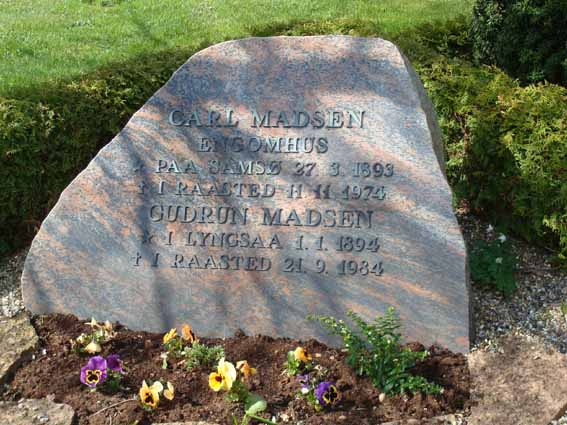 CARL MADSEN
ENGOMHUS
* PAA SAMSØ 27 3 1893
† I RAASTED 11 11 1974
GUDRUN MADSEN
* I LYNGSAA 1.1. 1894
† I RAASTED 21.9.1984